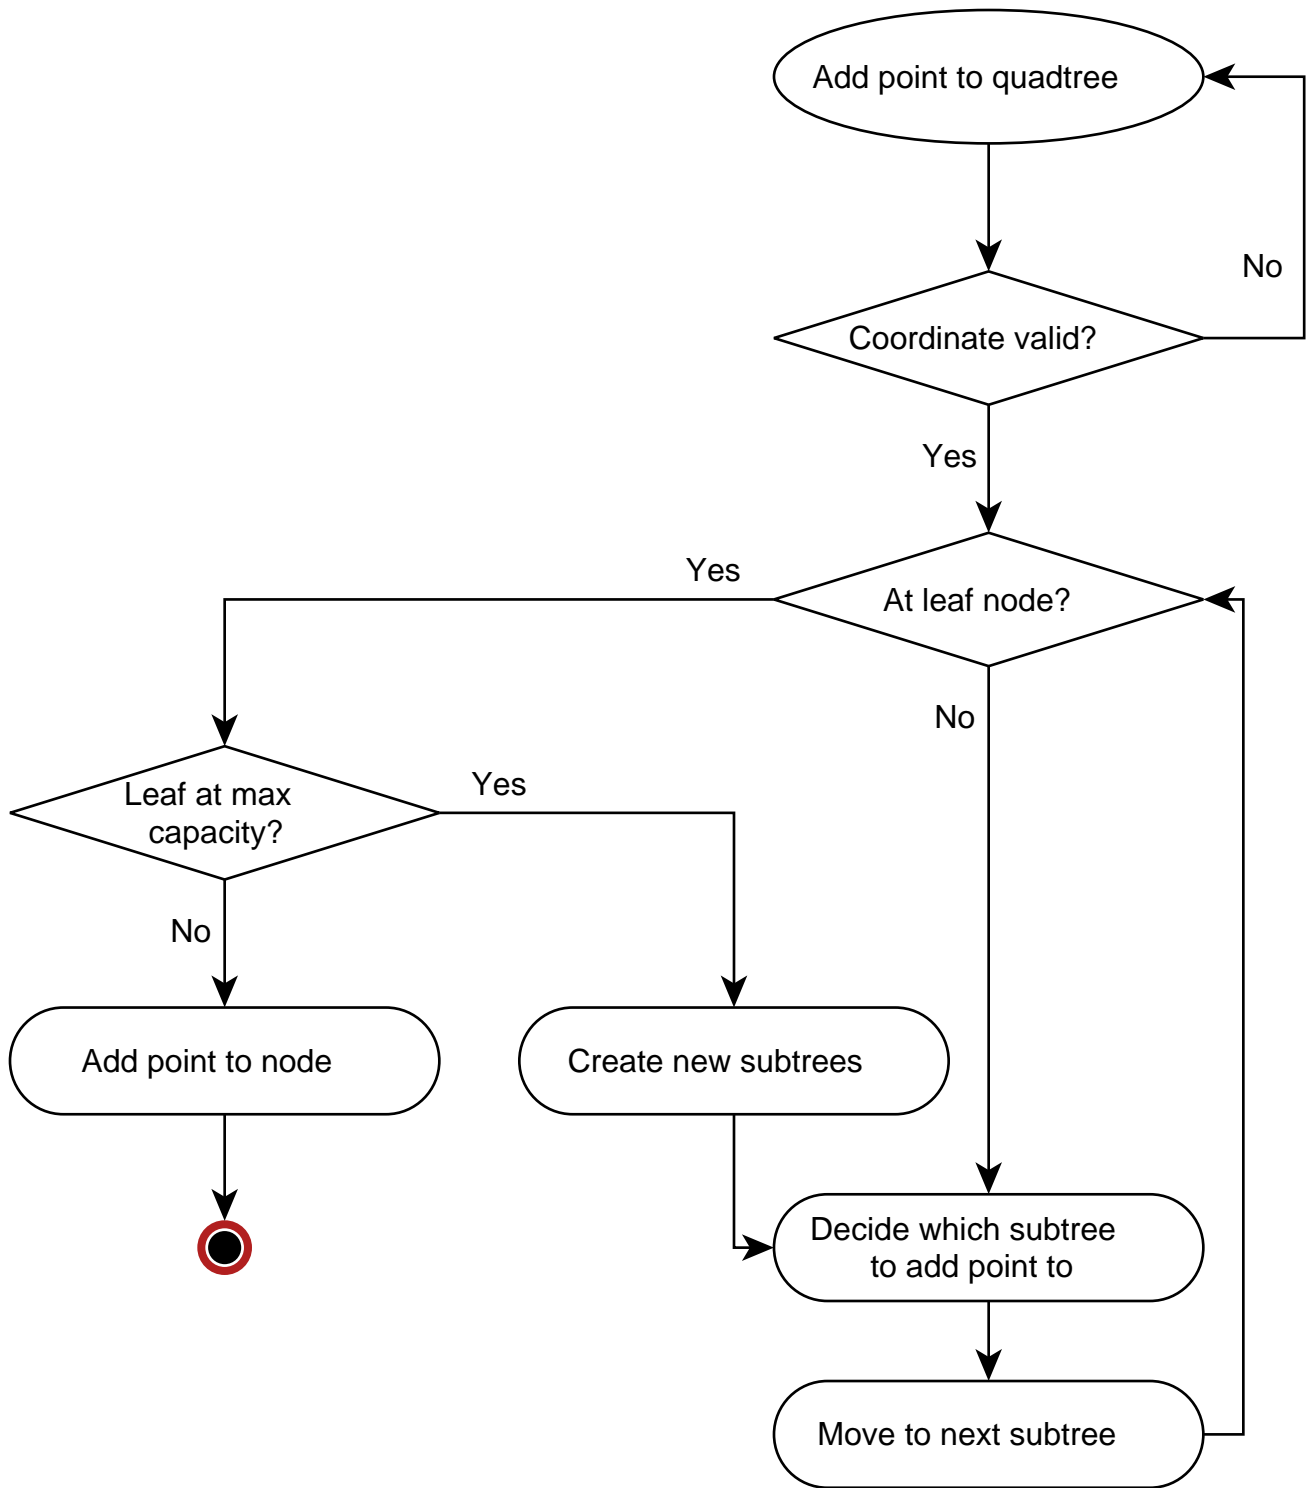 Add point to quadtree
No
Coordinate valid?
Yes
Yes
At leaf node?
No
Leaf at max
capacity?
Yes
No
Add point to node
Create new subtrees
Decide which subtree
to add point to
Move to next subtree